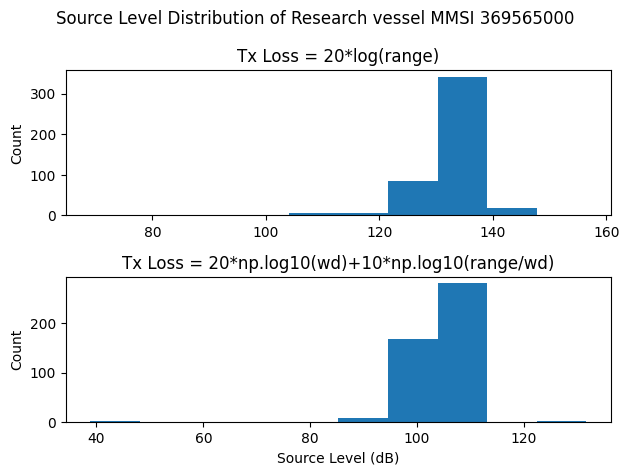 Source Level Distribution of Research vessel MMSI 369565000
Tx Loss = 20*log(range)
Count
300
200
100
0
80 100 120 140 160
Tx Loss = 20*np.log10(wd)+10*np.log10(range/wd)
Count
200
100
0
40 60 80 100 120
Source Level (dB)